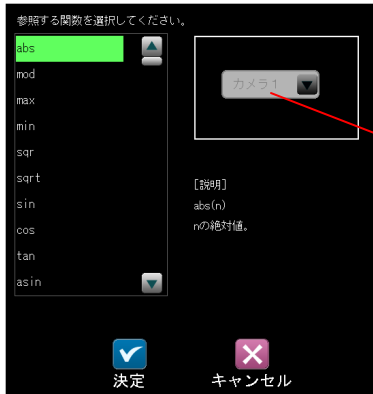 参照する関数を選択してください。
abs
mod
max
min
sqr
sqrt
sin
cos
tan
asin
カメラ1
[説明]
abs(n)
nの絶対値。
決定
キャンセル